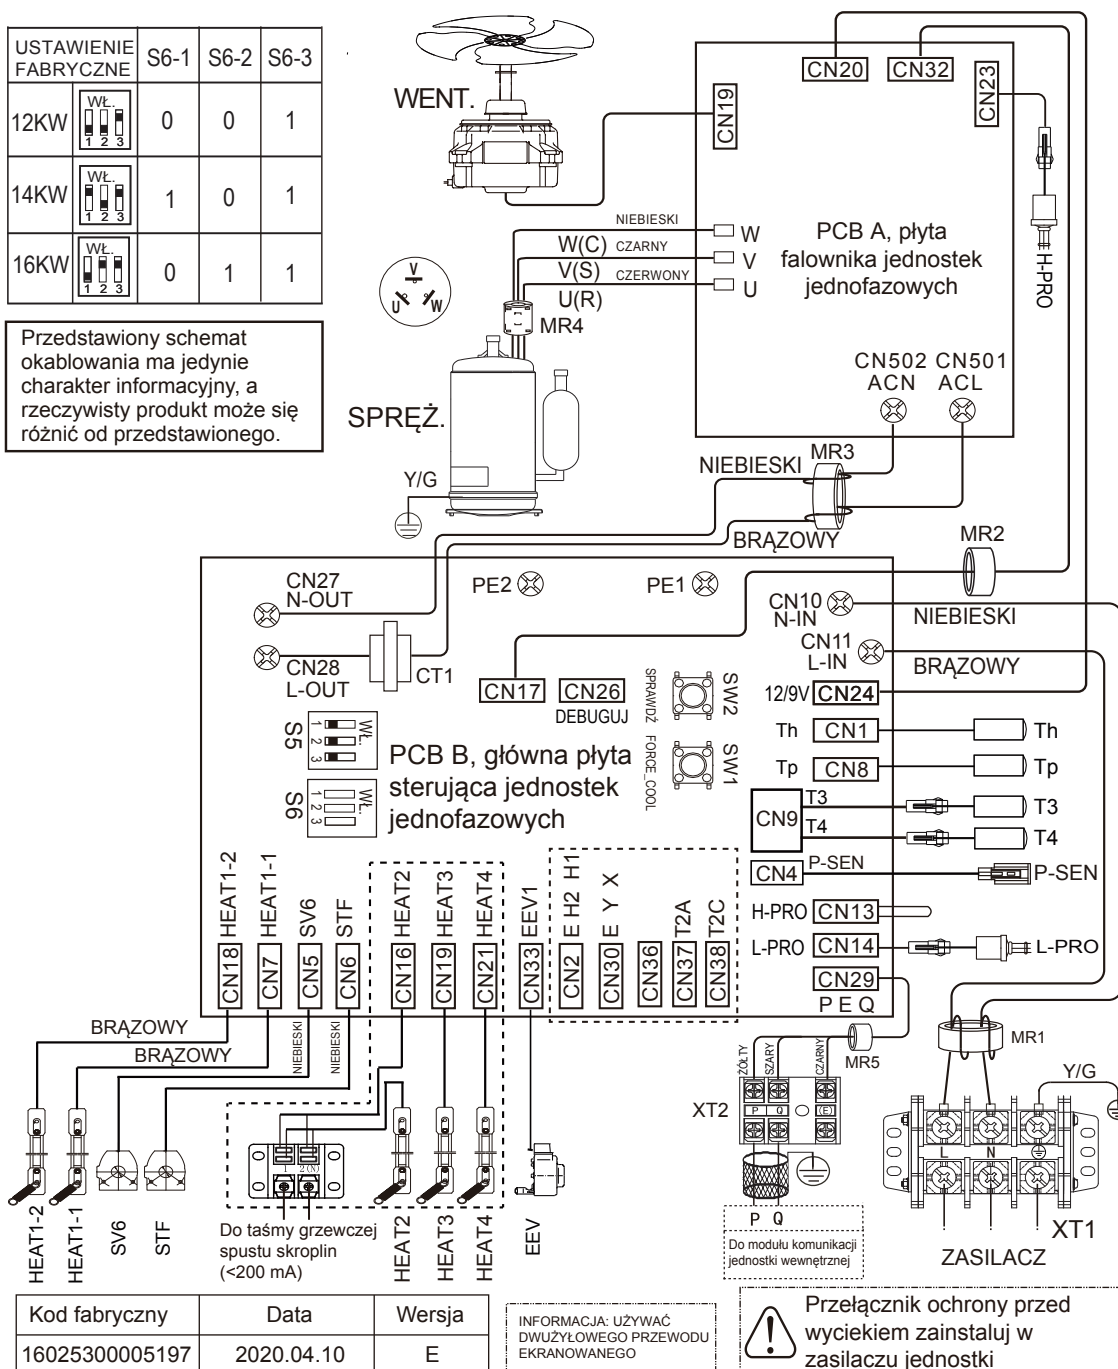 USTAWIENIE FABRYCZNE S6-1 S6-2 S6-3
12KW WŁ. 1 2 3 0 0 1
14KW WŁ. 1 2 3 1 0 1
16KW WŁ. 1 2 3 0 1 1
Przedstawiony schemat
okablowania ma jedynie
charakter informacyjny, a
rzeczywisty produkt może się
różnić od przedstawionego.
WENT.
CN20 CN32
CN19
CN23
H-PRO
NIEBIESKI
W(C) CZARNY
V(S) CZERWONY
U(R)
W
V
U
PCB A, płyta
falownika jednostek
jednofazowych
V
U W
MR4
SPRĘŻ.
Y/G
CN502 CN501
ACN ACL
NIEBIESKI
MR3
BRĄZOWY
MR2
CN27
N-OUT
PE2
PE1
CN10
N-IN
NIEBIESKI
CN28
L-OUT
CT1
CN11
L-IN
BRĄZOWY
CN17 CN26
DEBUGUJ
SPRAWDŹ
SW2
FORCE_COOL
SW1
12/9V CN24
Th CN1 Th
Tp CN8 Tp
CN9 T3 T3
T4 T4
CN4 P-SEN P-SEN
H-PRO CN13
L-PRO CN14 L-PRO
CN29
P E Q
S5 1 2 3 WŁ.
S6 1 2 3 WŁ.
PCB B, główna płyta
sterująca jednostek
jednofazowych
HEAT1-2 HEAT1-1 SV6 STF HEAT2 HEAT3 HEAT4 EEV1 E H2 H1 E Y X T2A T2C
CN18 CN7 CN5 CN6 CN16 CN19 CN21 CN33 CN2 CN30 CN36 CN37 CN38
BRĄZOWY
BRĄZOWY
NIEBIESKI
NIEBIESKI
ŻÓŁTY
SZARY
CZARNY
MR5
MR1
Y/G
XT2
P Q (E)
L N
XT1
ZASILACZ
P Q
Do modułu komunikacji
jednostki wewnętrznej
1 2(N)
Do taśmy grzewczej
spustu skroplin
(<200 mA)
HEAT1-2 HEAT1-1 SV6 STF HEAT2 HEAT3 HEAT4 EEV
Kod fabryczny Data Wersja
16025300005197 2020.04.10 E
INFORMACJA: UŻYWAĆ
DWUŻYŁOWEGO PRZEWODU
EKRANOWANEGO
Przełącznik ochrony przed
wyciekiem zainstaluj w
zasilaczu jednostki